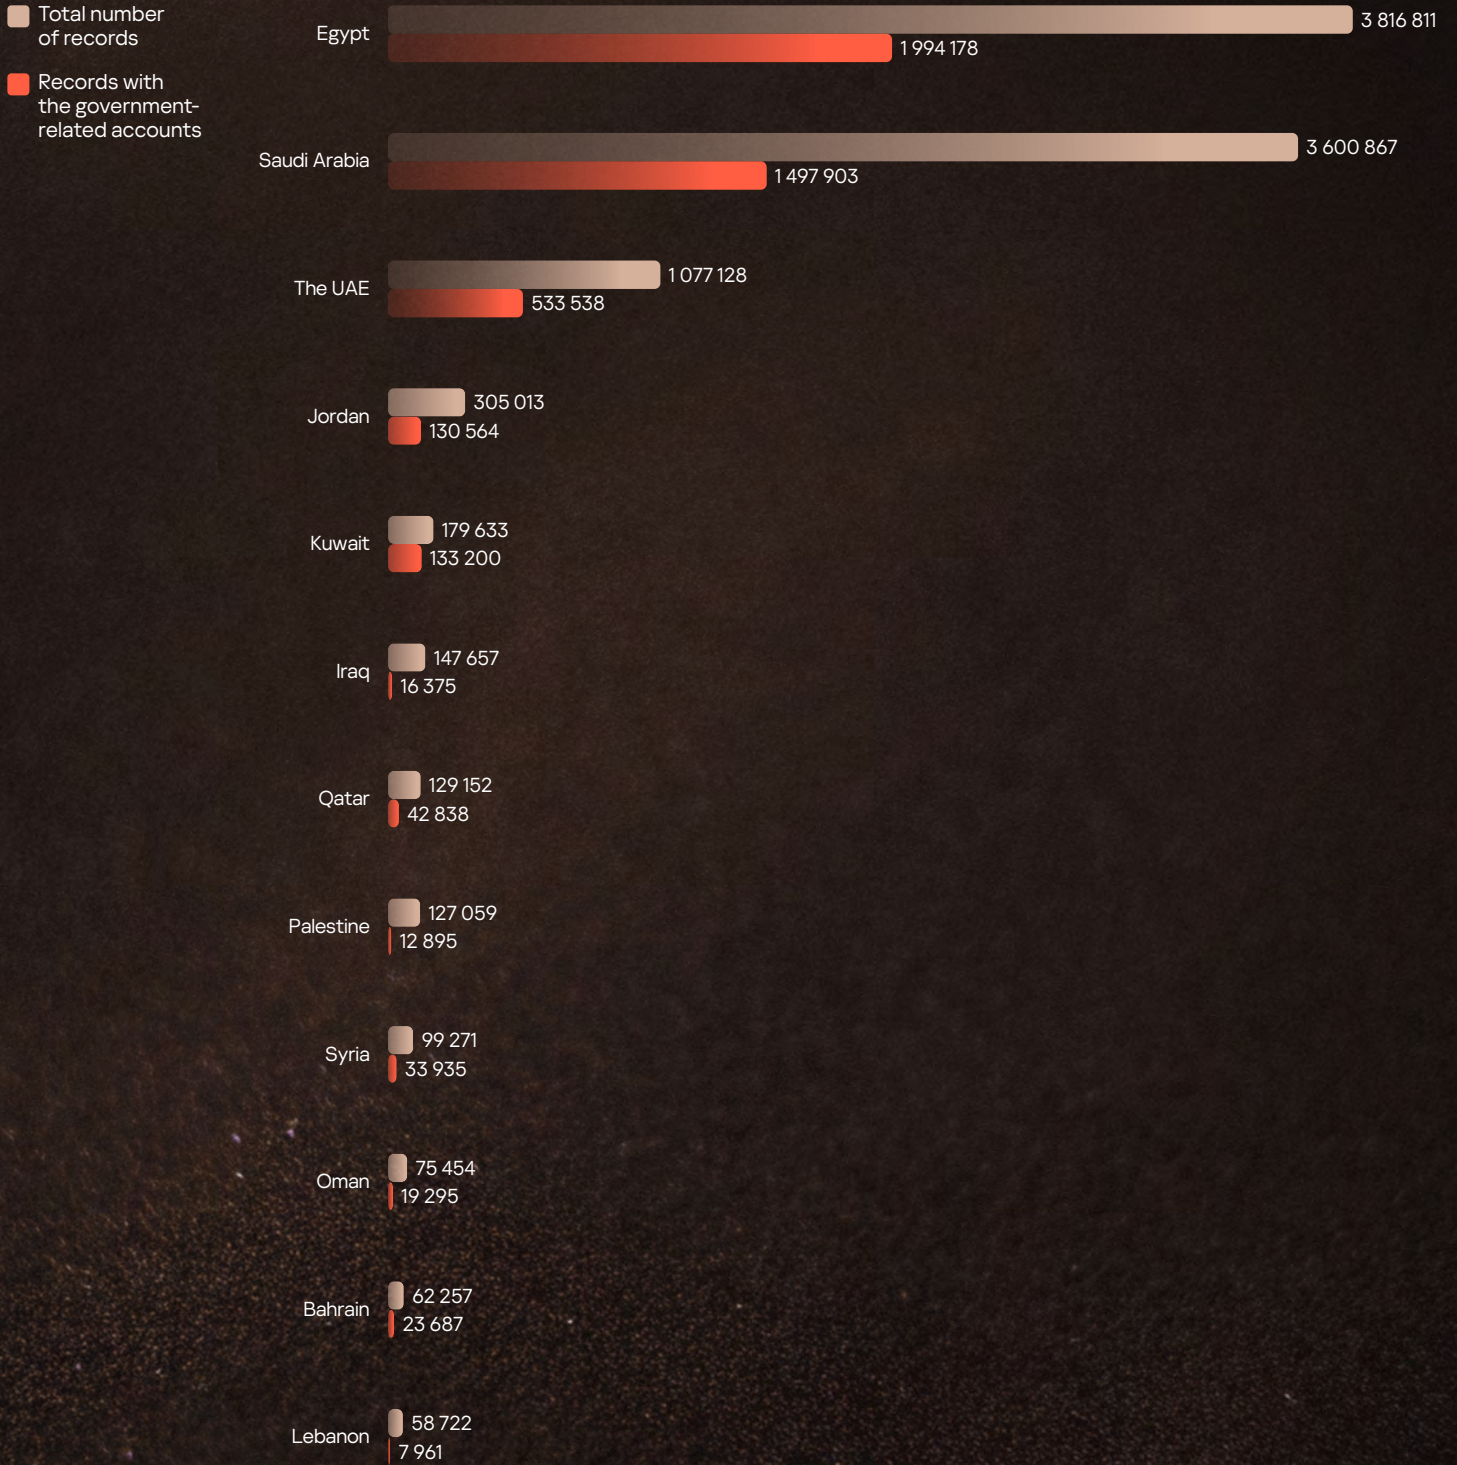 Total number
of records
Records with
the government-
related accounts
Egypt
3 816 811
1 994 178
Saudi Arabia
3 600 867
1 497 903
The UAE
1 077 128
533 538
Jordan
305 013
130 564
Kuwait
179 633
133 200
Iraq
147 657
16 375
Qatar
129 152
42 838
Palestine
127 059
12 895
Syria
99 271
33 935
Oman
75 454
19 295
Bahrain
62 257
23 687
Lebanon
58 722
7 961